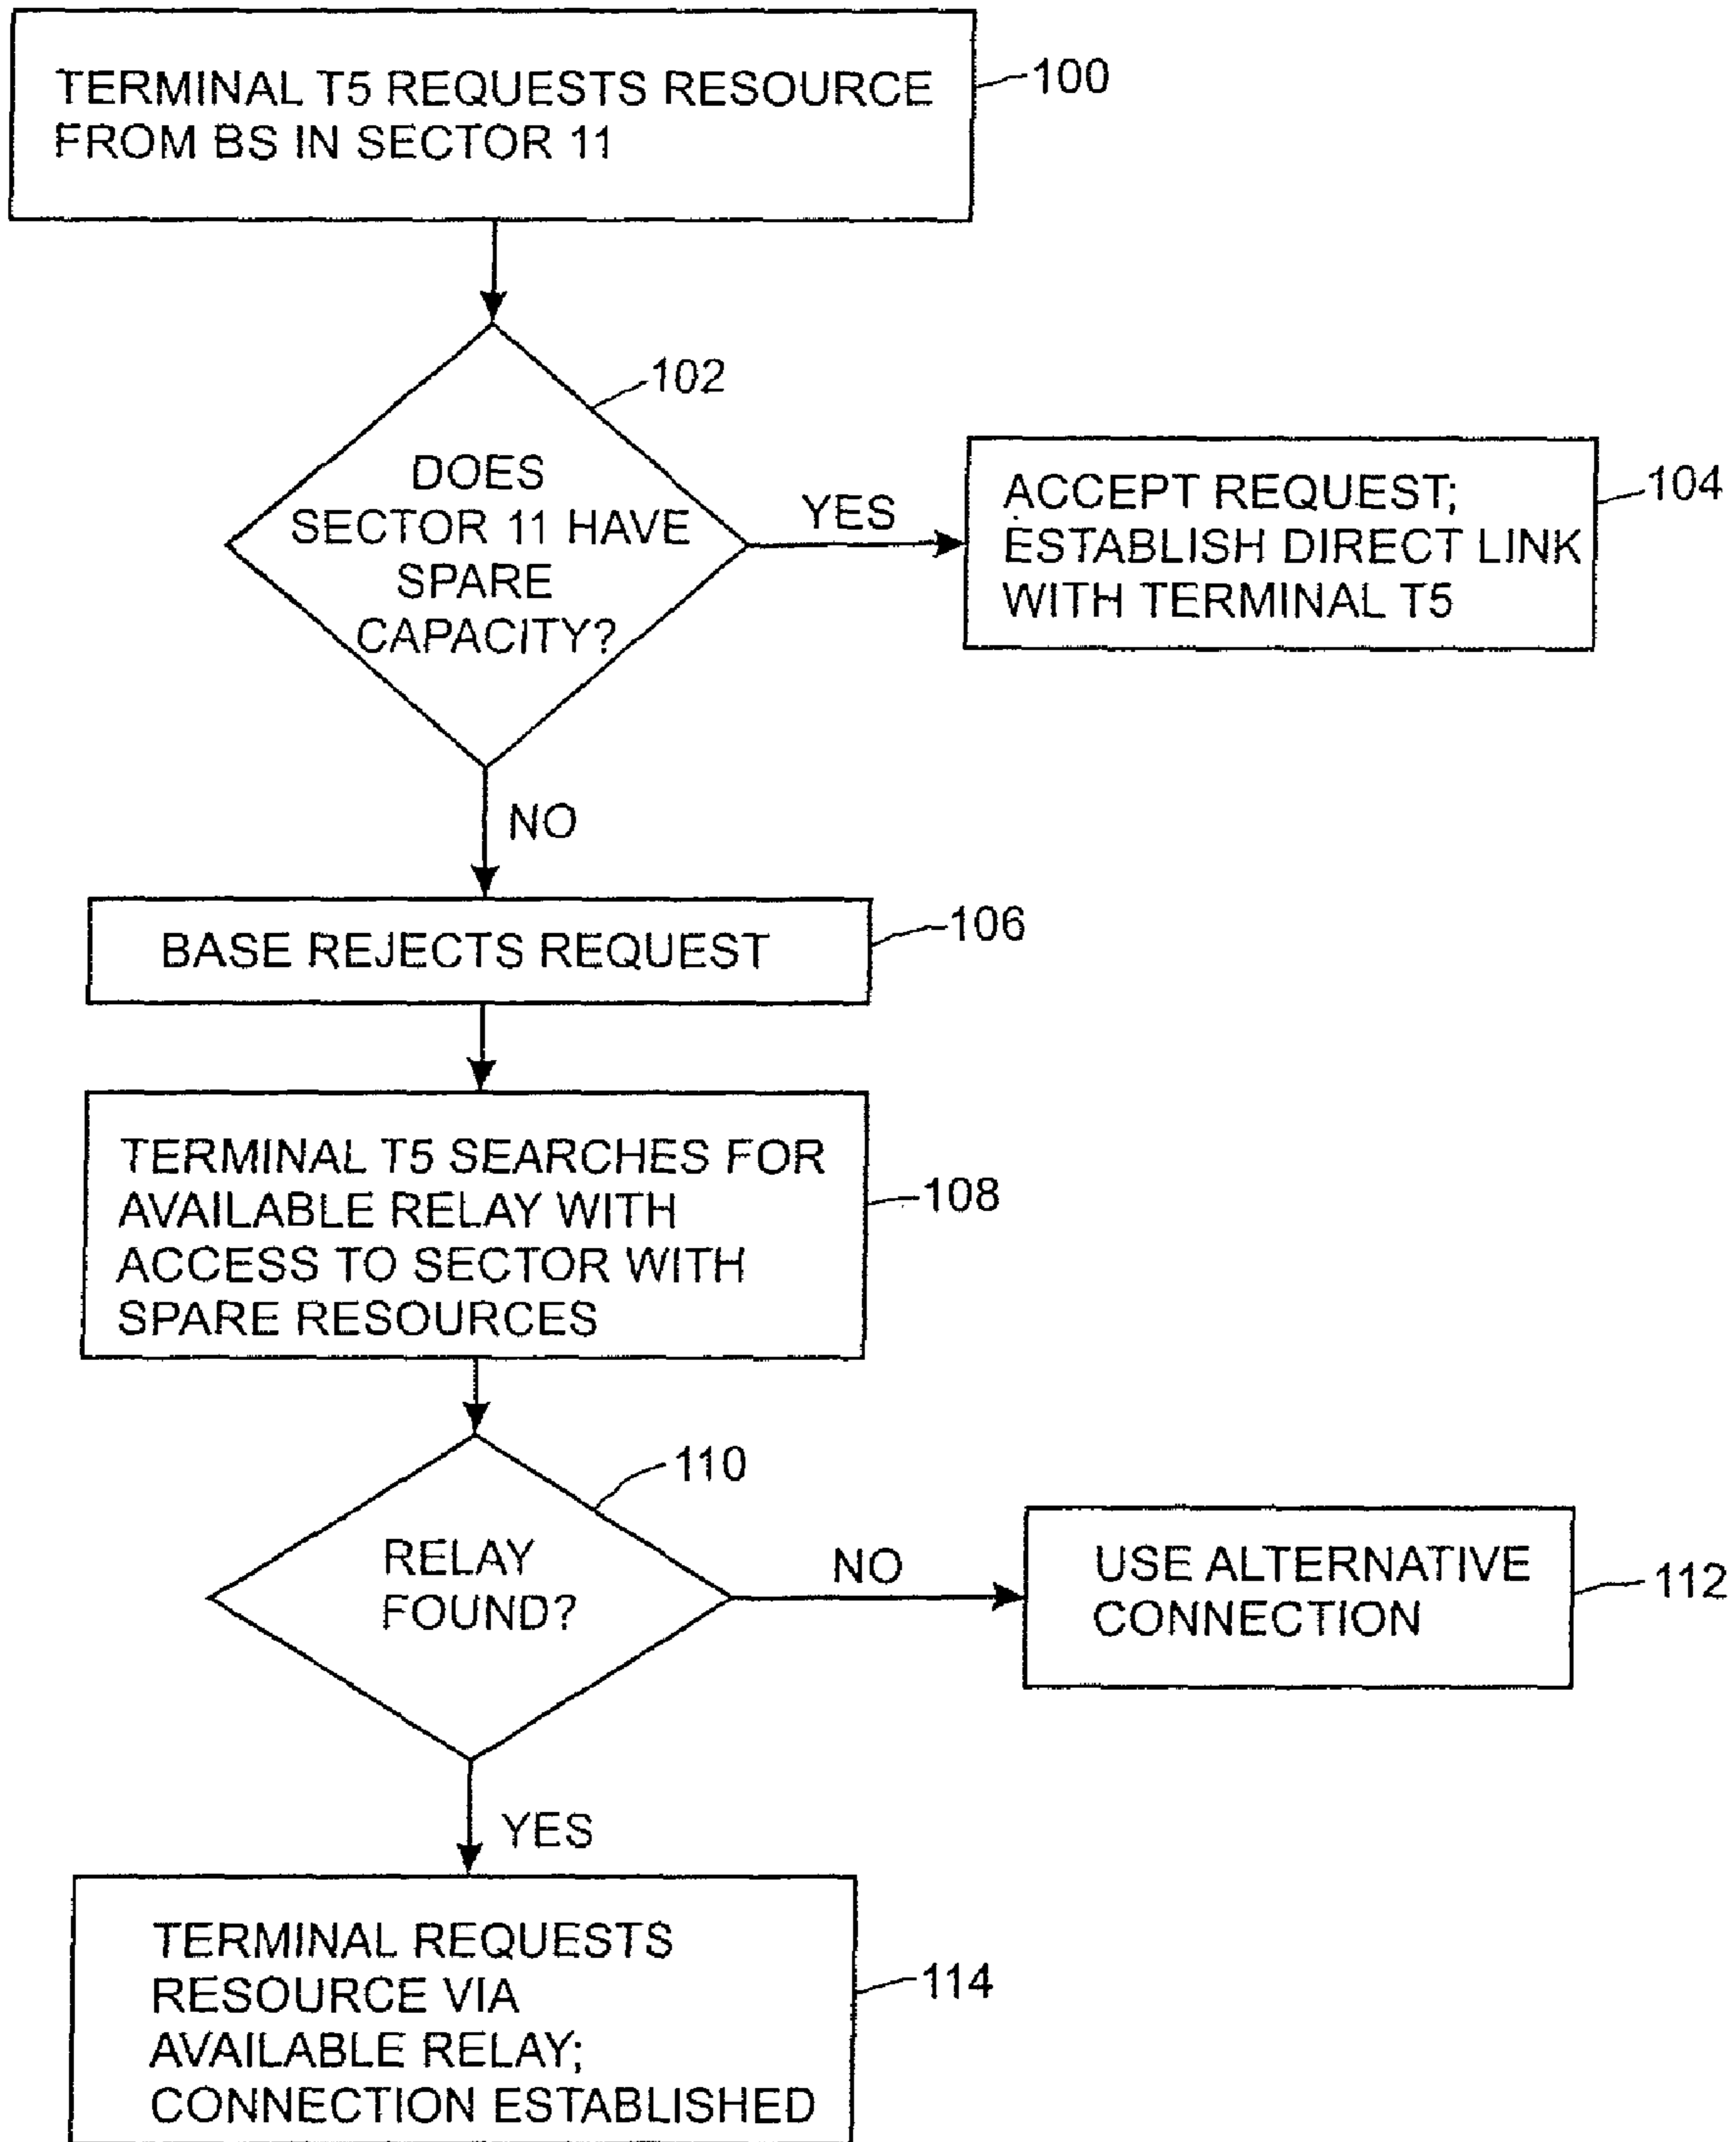 TERMINAL T5 REQUESTS RESOURCE
FROM BS IN SECTOR 11
100
102
DOES
SECTOR 11 HAVE
SPARE
CAPACITY?
YES
ACCEPT REQUEST;
ESTABLISH DIRECT LINK
WITH TERMINAL T5
104
NO
BASE REJECTS REQUEST
106
TERMINAL T5 SEARCHES FOR
AVAILABLE RELAY WITH
ACCESS TO SECTOR WITH
SPARE RESOURCES
108
110
RELAY
FOUND?
NO
USE ALTERNATIVE
CONNECTION
112
YES
TERMINAL REQUESTS
RESOURCE VIA
AVAILABLE RELAY;
CONNECTION ESTABLISHED
114